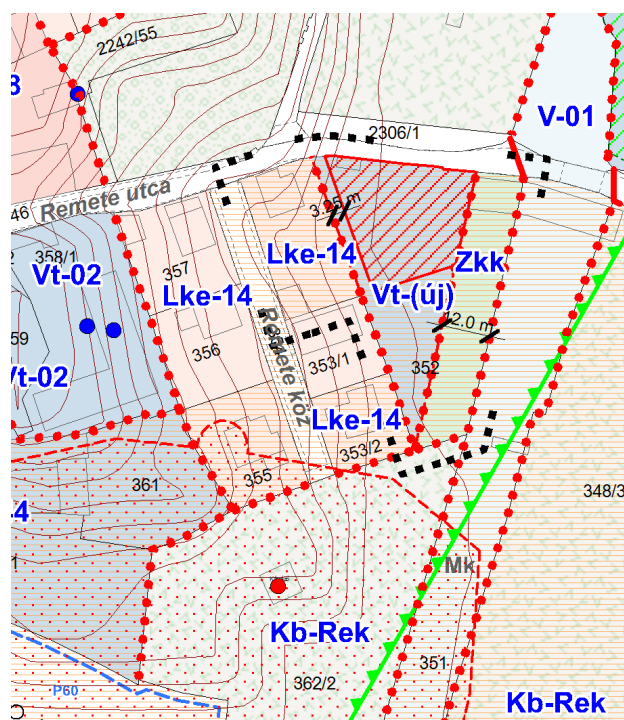 2242/55
8
V-01
2306/1
Remete utca
46
3.25 m
358/1
Vt-02
357
Lke-14
Lke-14
Zkk
Vt-(új)
12.0 m
59
Vt-02
356
Remete köz
353/1
352
Lke-14
353/2
355
361
348/3
4
1
Mk
Kb-Rek
351
362/2
P60
Kb-Rek